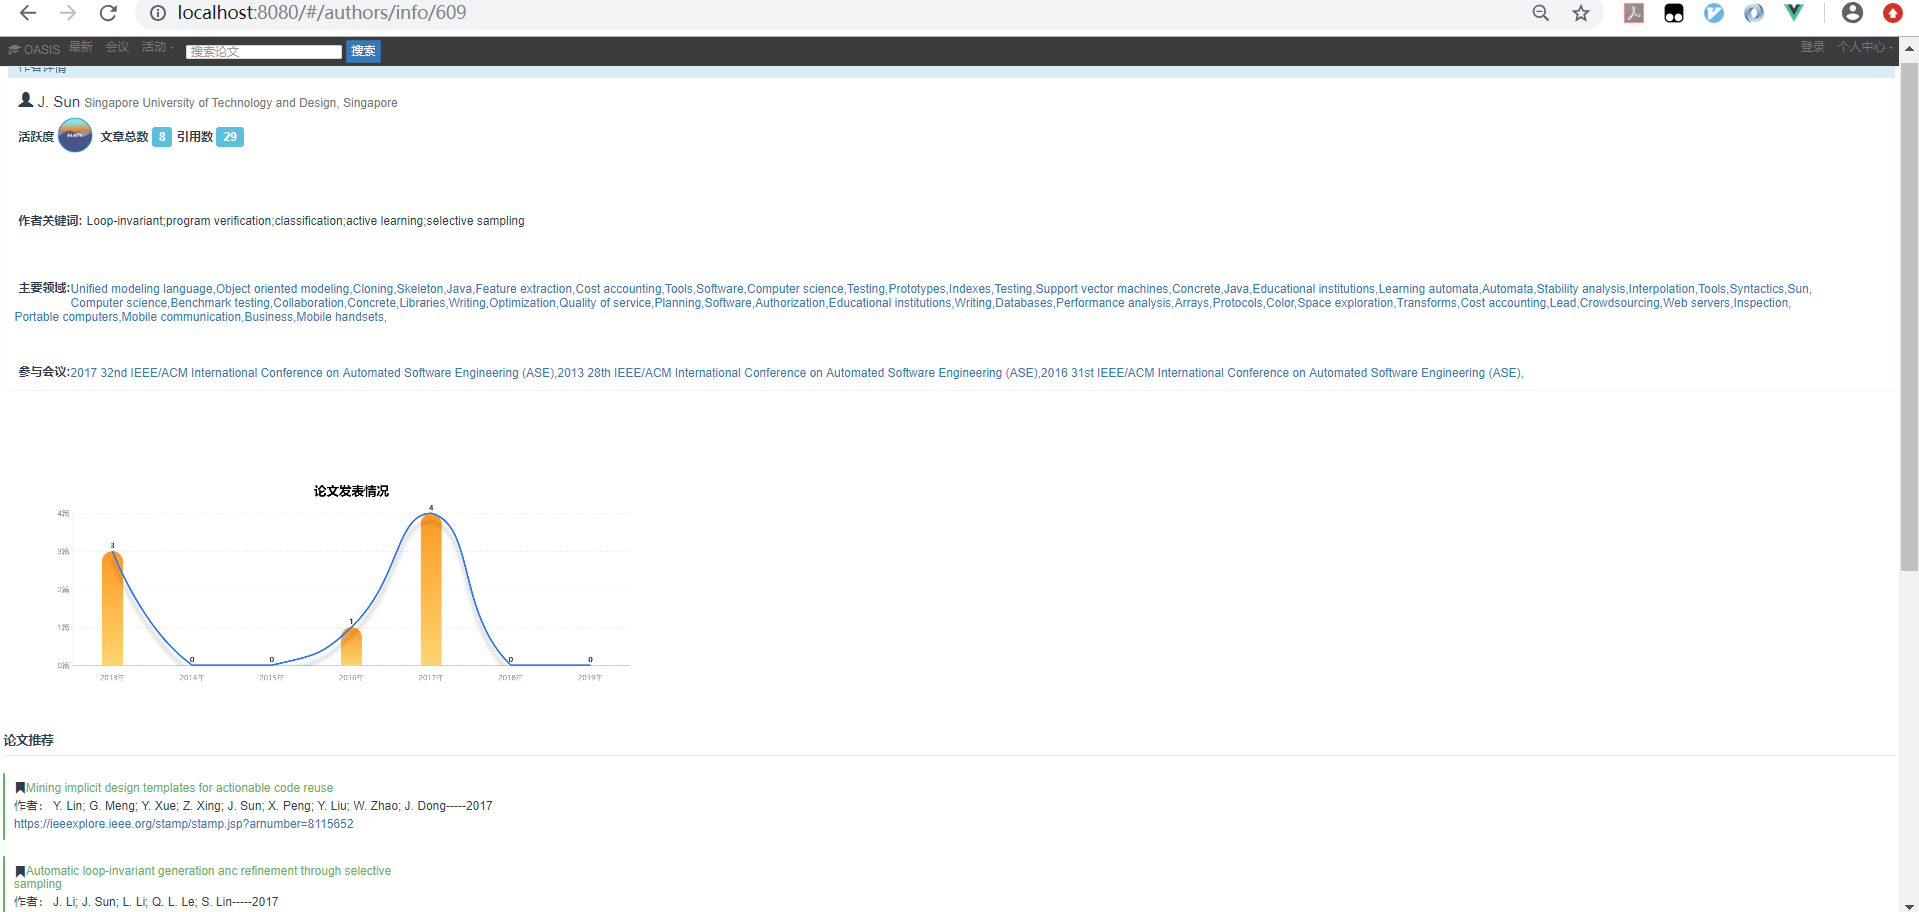 localhost:8080/#/authors/info/609
OASIS 最新 会议 活动 搜索论文 搜索 登录 个人中心
作者详情
J. Sun Singapore University of Technology and Design, Singapore
活跃度 文章总数 8 引用数 29
作者关键词: Loop-invariant;program verification;classification;active learning;selective sampling
主要领域:Unified modeling language,Object oriented modeling,Cloning,Skeleton,Java,Feature extraction,Cost accounting,Tools,Software,Computer science,Testing,Prototypes,Indexes,Testing,Support vector machines,Concrete,Java,Educational institutions,Learning automata,Automata,Stability analysis,Interpolation,Tools,Syntactics,Sun,
Computer science,Benchmark testing,Collaboration,Concrete,Libraries,Writing,Optimization,Quality of service,Planning,Software,Authorization,Educational institutions,Writing,Databases,Performance analysis,Arrays,Protocols,Color,Space exploration,Transforms,Cost accounting,Lead,Crowdsourcing,Web servers,Inspection,
Portable computers,Mobile communication,Business,Mobile handsets,
参与会议:2017 32nd IEEE/ACM International Conference on Automated Software Engineering (ASE),2013 28th IEEE/ACM International Conference on Automated Software Engineering (ASE),2016 31st IEEE/ACM International Conference on Automated Software Engineering (ASE),
论文发表情况
4篇 4
3篇 3
2篇
1篇 1
0篇 0 0 0 0
2013年 2014年 2015年 2016年 2017年 2018年 2019年
论文推荐
Mining implicit design templates for actionable code reuse
作者: Y. Lin; G. Meng; Y. Xue; Z. Xing; J. Sun; X. Peng; Y. Liu; W. Zhao; J. Dong-----2017
https://ieeexplore.ieee.org/stamp/stamp.jsp?arnumber=8115652
Automatic loop-invariant generation anc refinement through selective
sampling
作者: J. Li; J. Sun; L. Li; Q. L. Le; S. Lin-----2017